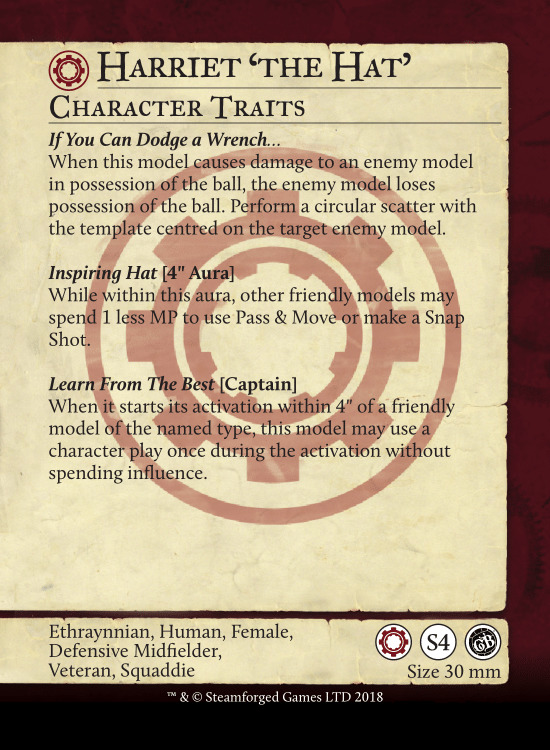 Harriet ‘the Hat’
Character Traits
If You Can Dodge a Wrench...
When this model causes damage to an enemy model
in possession of the ball, the enemy model loses
possession of the ball. Perform a circular scatter with
the template centred on the target enemy model.
Inspiring Hat [4" Aura]
While within this aura, other friendly models may
spend 1 less MP to use Pass & Move or make a Snap
Shot.
Learn From The Best [Captain]
When it starts its activation within 4" of a friendly
model of the named type, this model may use a
character play once during the activation without
spending influence.
Ethraynnian, Human, Female,
Defensive Midfielder,
Veteran, Squaddie
S4
GB
Size 30 mm
™ & © Steamforged Games LTD 2018